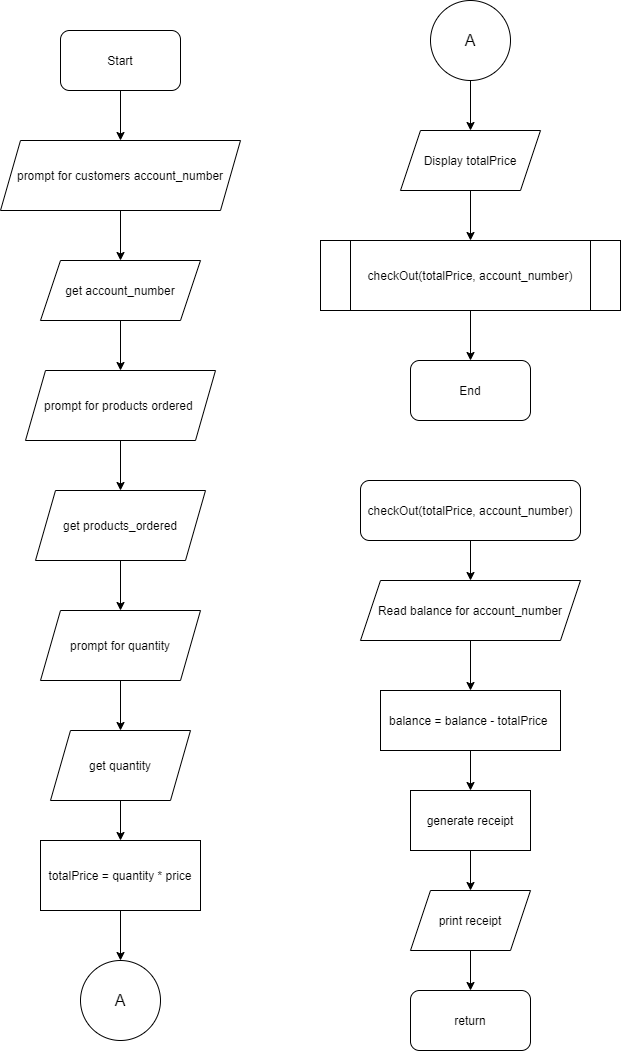 Start
prompt for customers account_number
get account_number
prompt for products ordered
get products_ordered
prompt for quantity
get quantity
totalPrice = quantity * price
A
A
Display totalPrice
checkOut(totalPrice, account_number)
End
checkOut(totalPrice, account_number)
Read balance for account_number
balance = balance - totalPrice
generate receipt
print receipt
return